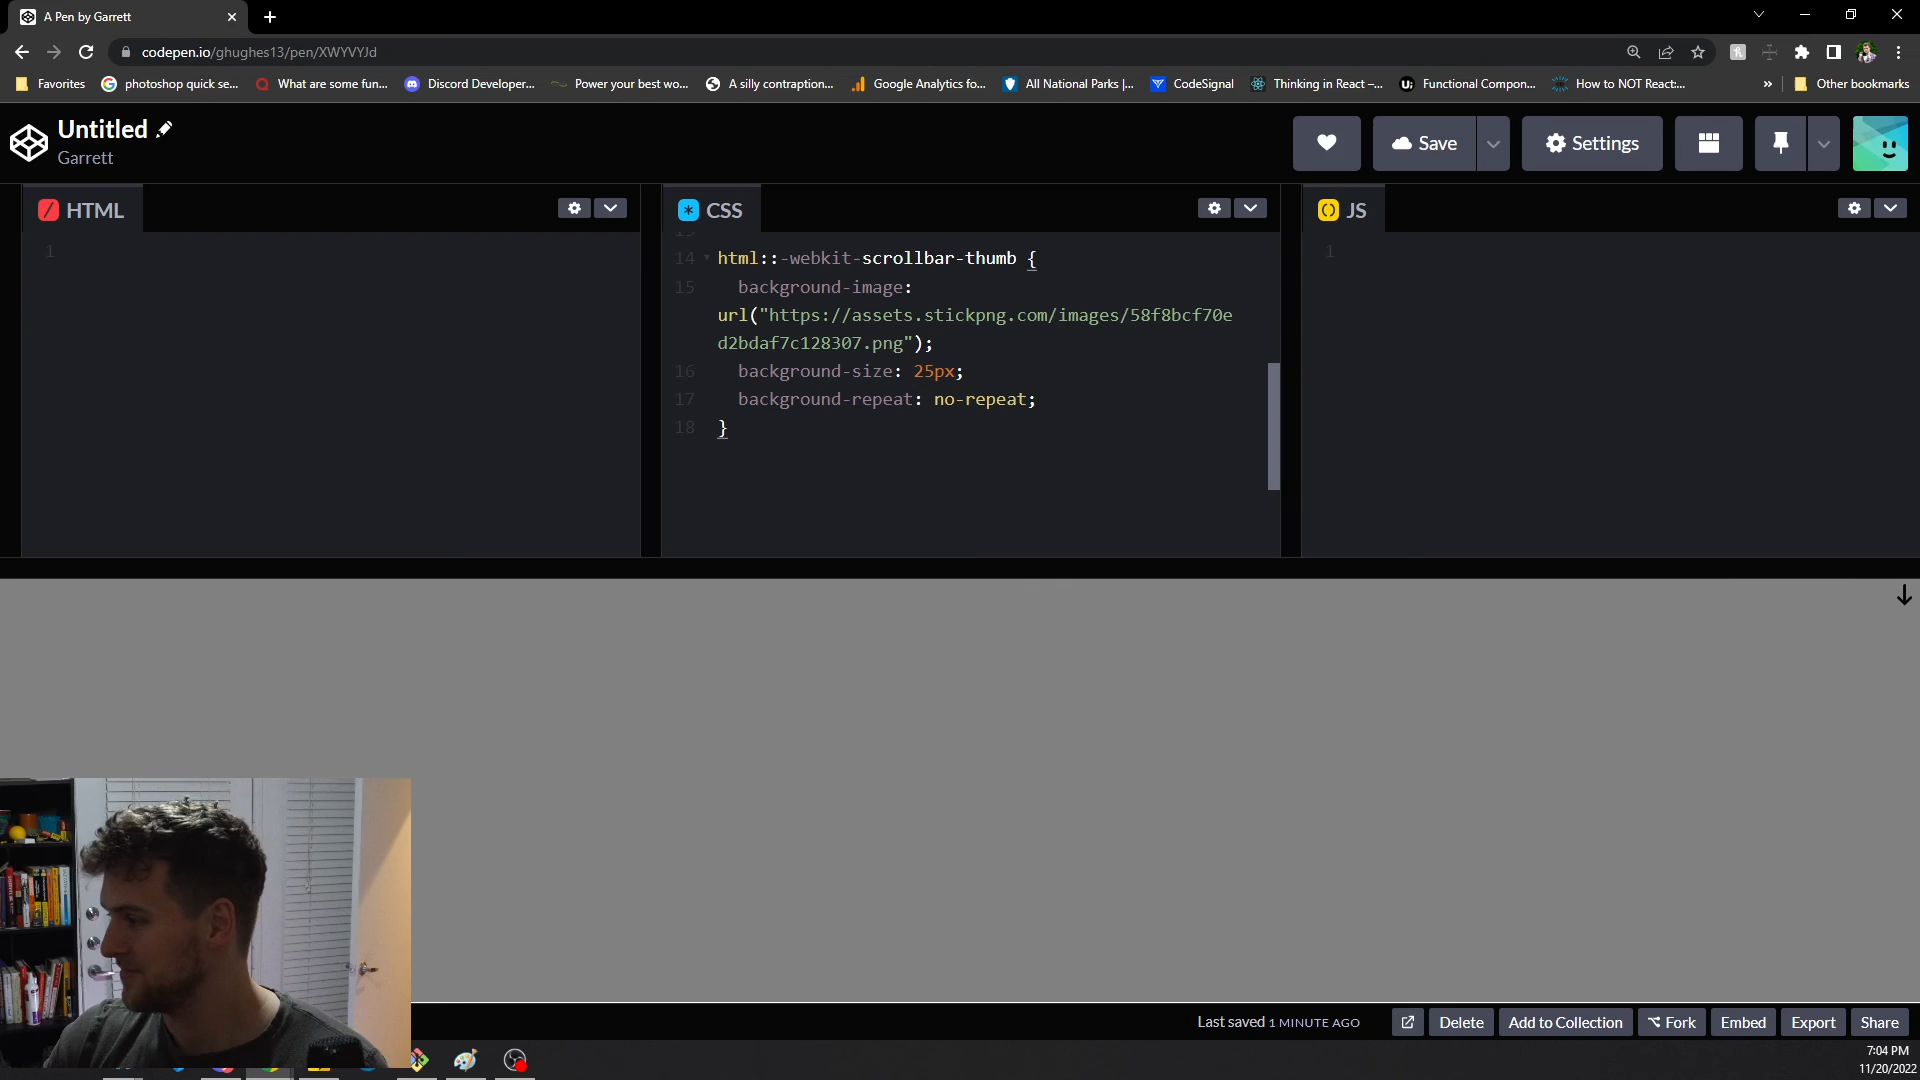 A Pen by Garrett
codepen.io/ghughes13/pen/XWYVYJd
Favorites
photoshop quick se...
What are some fun...
Discord Developer...
Power your best wo...
A silly contraption...
Google Analytics fo...
All National Parks |...
CodeSignal
Thinking in React –...
Functional Compon...
How to NOT React:...
»
Other bookmarks
Untitled
Garrett
Save
Settings
HTML
CSS
JS
1
13
14 html::-webkit-scrollbar-thumb {
15 background-image:
url("https://assets.stickpng.com/images/58f8bcf70e
d2bdaf7c128307.png");
16 background-size: 25px;
17 background-repeat: no-repeat;
18 }
1
Last saved 1 MINUTE AGO
Delete
Add to Collection
Fork
Embed
Export
Share
7:04 PM
11/20/2022